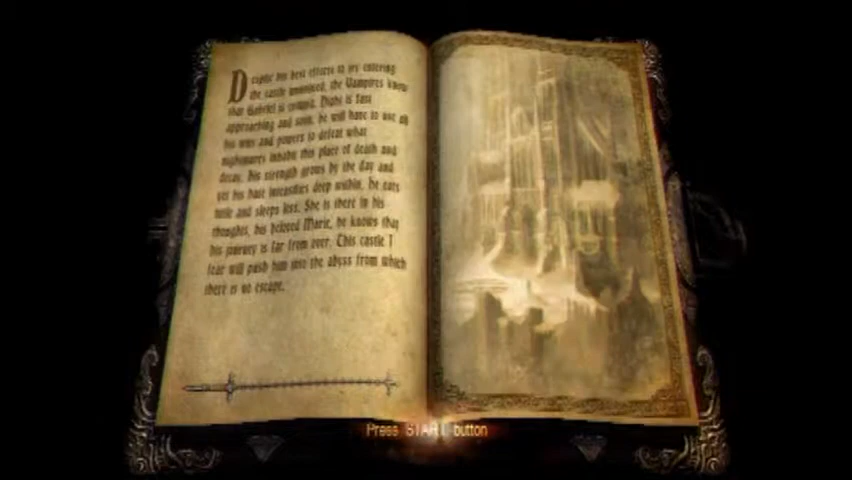 Despite his best efforts to try entering
the castle unnoticed, the Vampires know
that Gabriel is coming. Night is fast
approaching and soon, he will have to use all
his wits and powers to defeat what
nightmares inhabit this place of death and
decay. His strength grows by the day and
yet his hate intensifies deep within, he eats
little and sleeps less. She is there in his
thoughts, his beloved Marie, he knows that
his journey is far from over. This castle I
fear will push him into the abyss from which
there is no escape.
Press START button